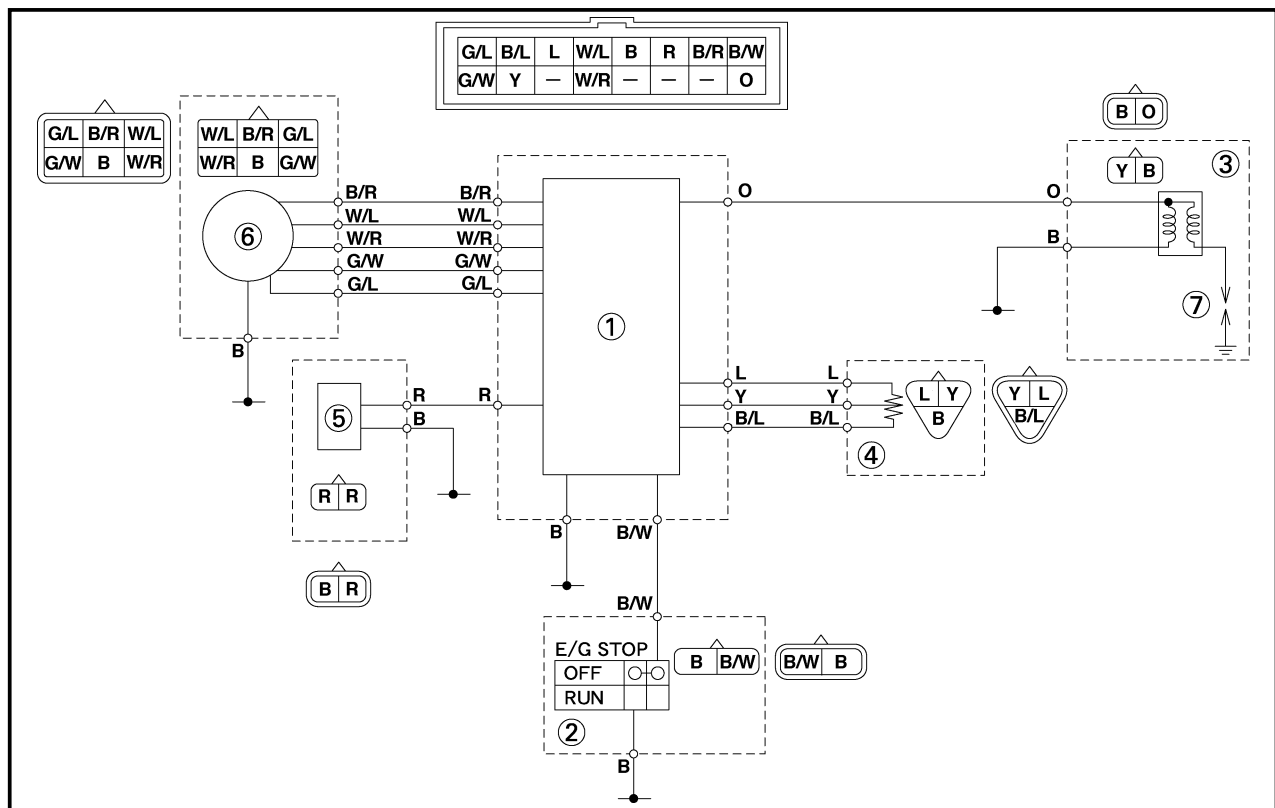 G/L B/L L W/L B R B/R B/W
G/W Y — W/R — — — O
G/L B/R W/L
G/W B W/R
W/L B/R G/L
W/R B G/W
B O
Y B
③
B/R B/R
W/L W/L
W/R W/R
G/W G/W
G/L G/L
⑥
B
①
O O
B
⑦
L L
Y Y
B/L B/L
L Y
B
Y L
B/L
④
⑤
R R
B
R R
B R
B B/W
B/W
E/G STOP
OFF
RUN
B B/W
B/W B
②
B